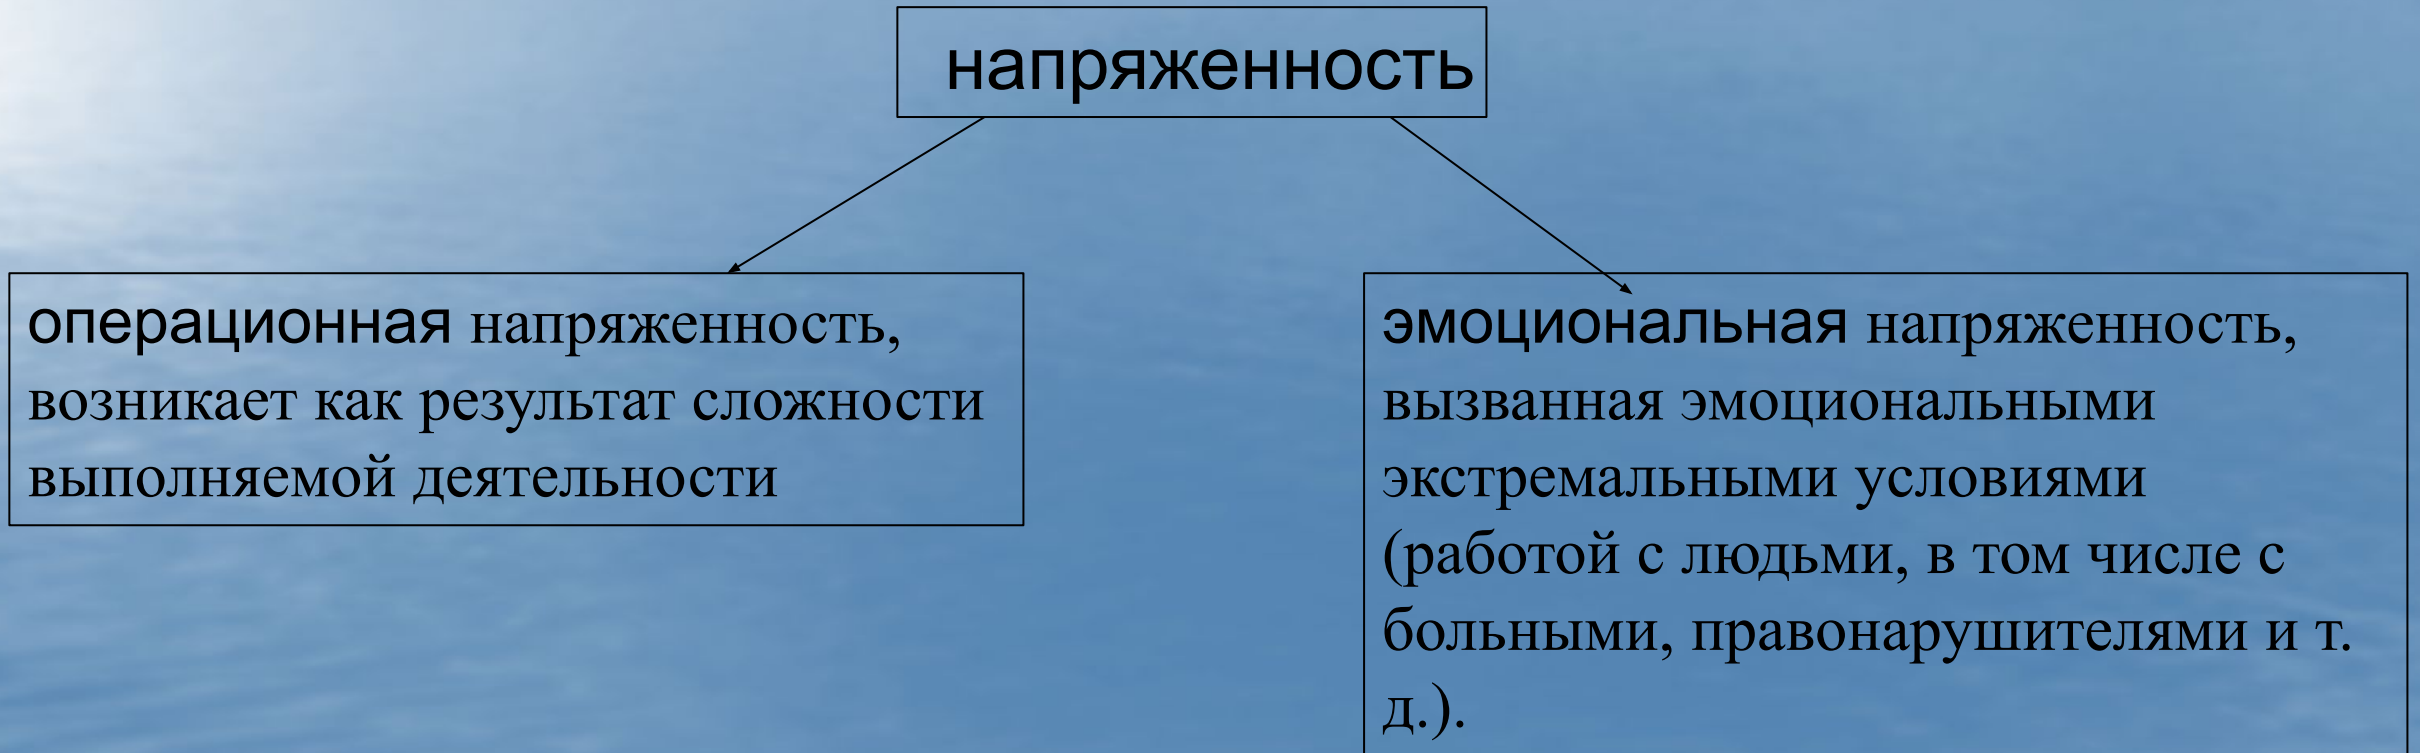 напряженность
операционная напряженность,
возникает как результат сложности
выполняемой деятельности
эмоциональная напряженность,
вызванная эмоциональными
экстремальными условиями
(работой с людьми, в том числе с
больными, правонарушителями и т.
д.).